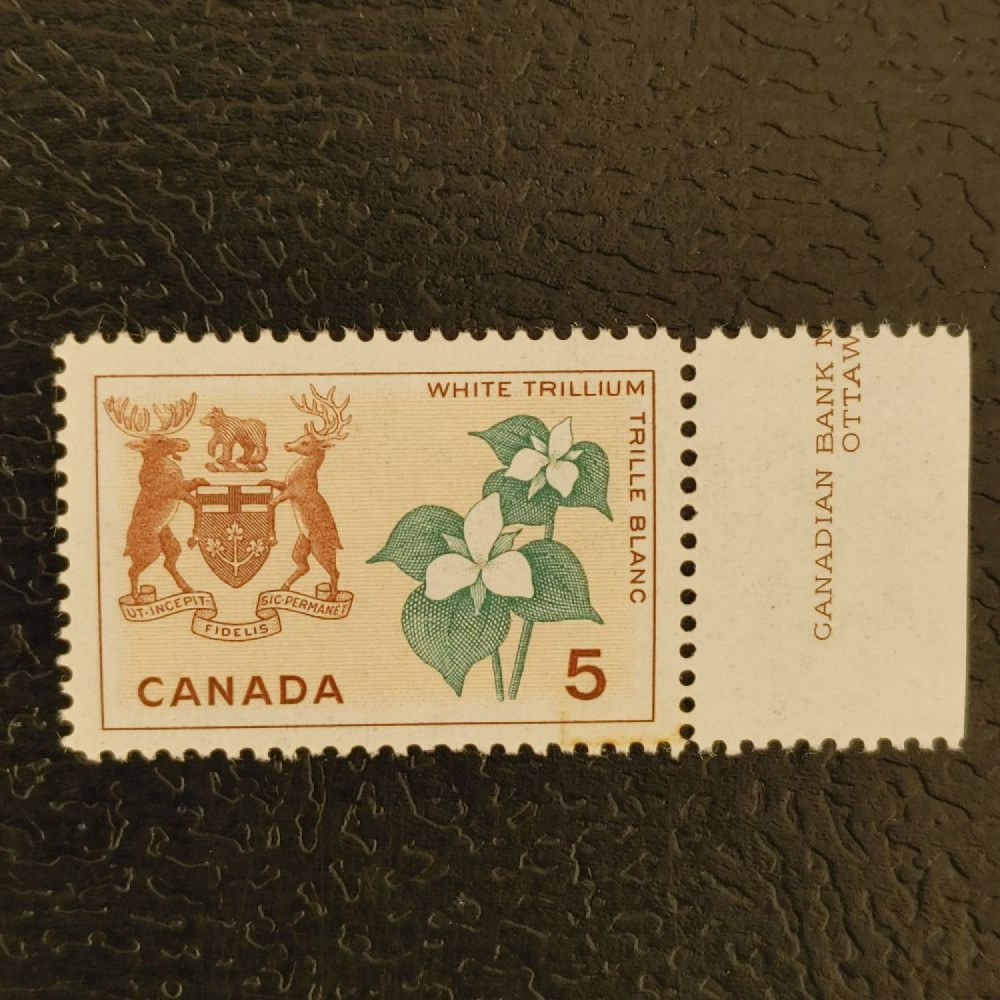 WHITE TRILLIUM
TRILLE BLANC
UT·INCEPIT·
FIDELIS
SIC·PERMANET
CANADA
5
CANADIAN BANK N
OTTAW